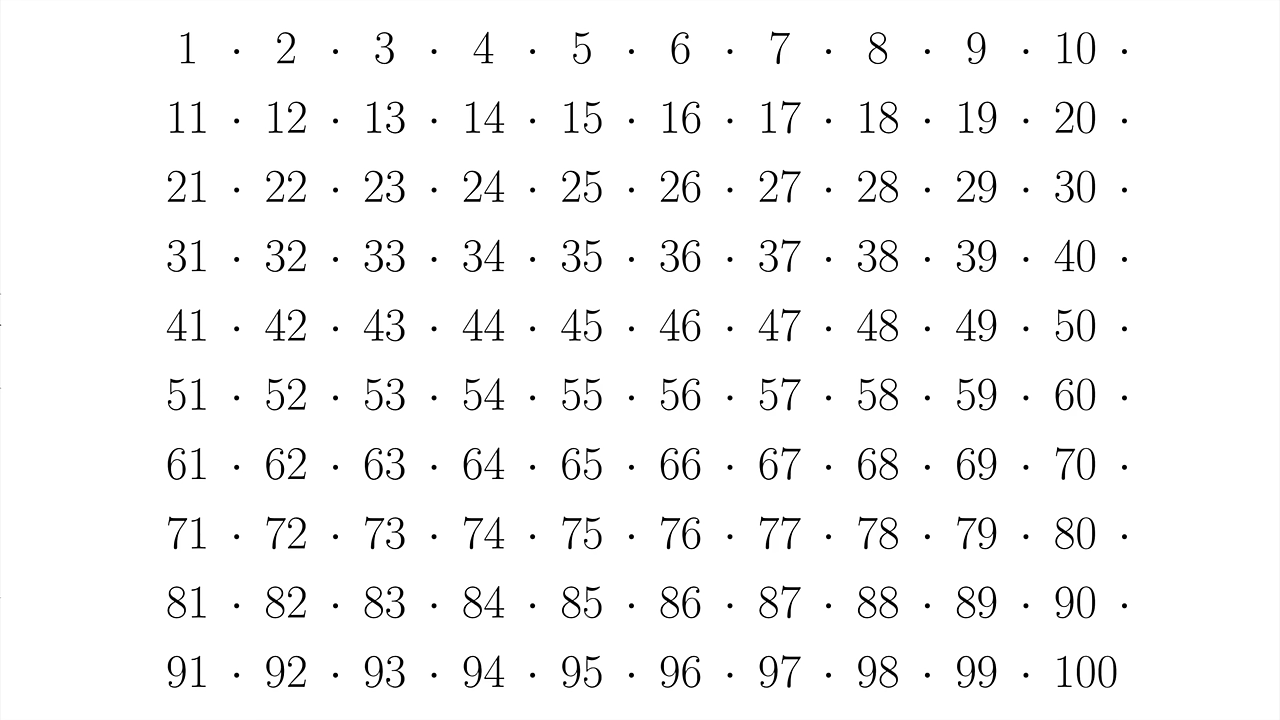 1 · 2 · 3 · 4 · 5 · 6 · 7 · 8 · 9 · 10 ·
11 · 12 · 13 · 14 · 15 · 16 · 17 · 18 · 19 · 20 ·
21 · 22 · 23 · 24 · 25 · 26 · 27 · 28 · 29 · 30 ·
31 · 32 · 33 · 34 · 35 · 36 · 37 · 38 · 39 · 40 ·
41 · 42 · 43 · 44 · 45 · 46 · 47 · 48 · 49 · 50 ·
51 · 52 · 53 · 54 · 55 · 56 · 57 · 58 · 59 · 60 ·
61 · 62 · 63 · 64 · 65 · 66 · 67 · 68 · 69 · 70 ·
71 · 72 · 73 · 74 · 75 · 76 · 77 · 78 · 79 · 80 ·
81 · 82 · 83 · 84 · 85 · 86 · 87 · 88 · 89 · 90 ·
91 · 92 · 93 · 94 · 95 · 96 · 97 · 98 · 99 · 100